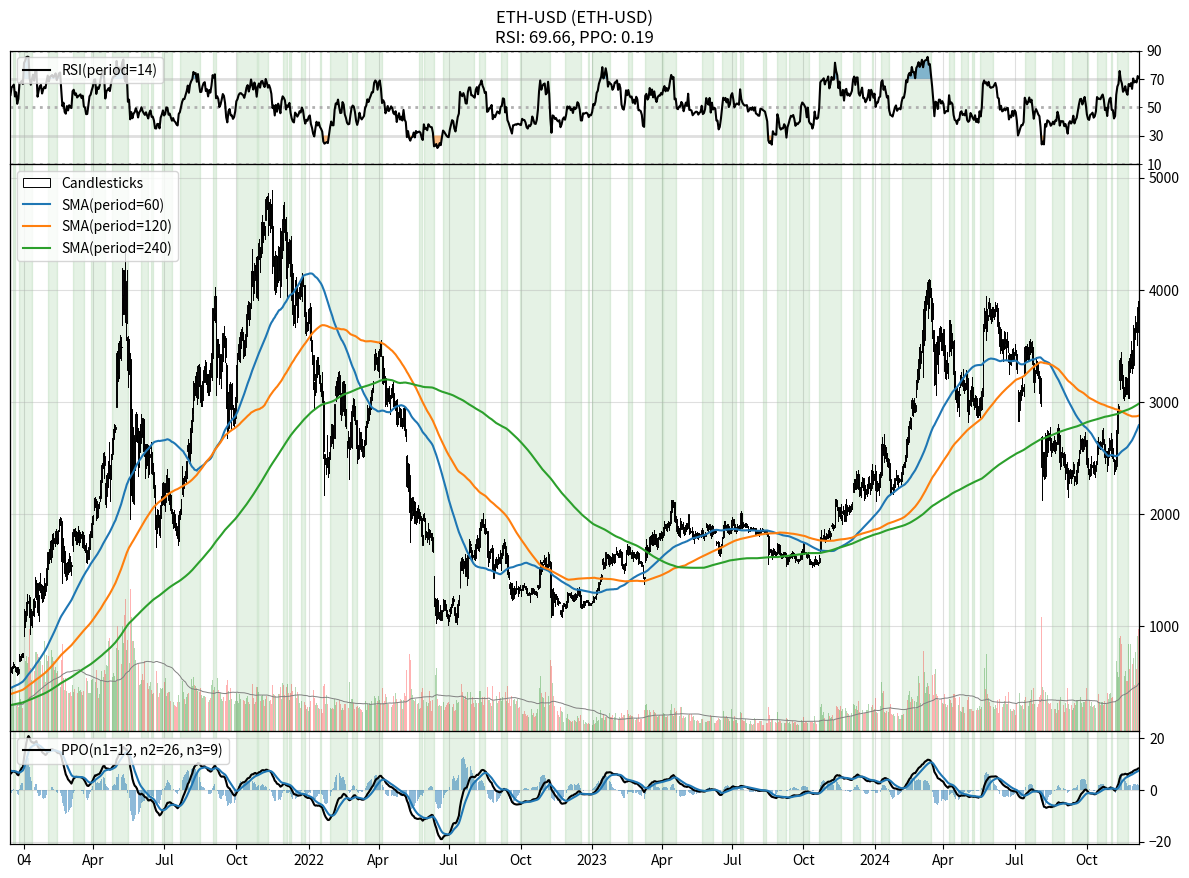 ETH-USD (ETH-USD)
RSI: 69.66, PPO: 0.19
RSI(period=14)
90
70
50
30
10
Candlesticks
SMA(period=60)
SMA(period=120)
SMA(period=240)
5000
4000
3000
2000
1000
PPO(n1=12, n2=26, n3=9)
20
0
−20
04 Apr Jul Oct 2022 Apr Jul Oct 2023 Apr Jul Oct 2024 Apr Jul Oct